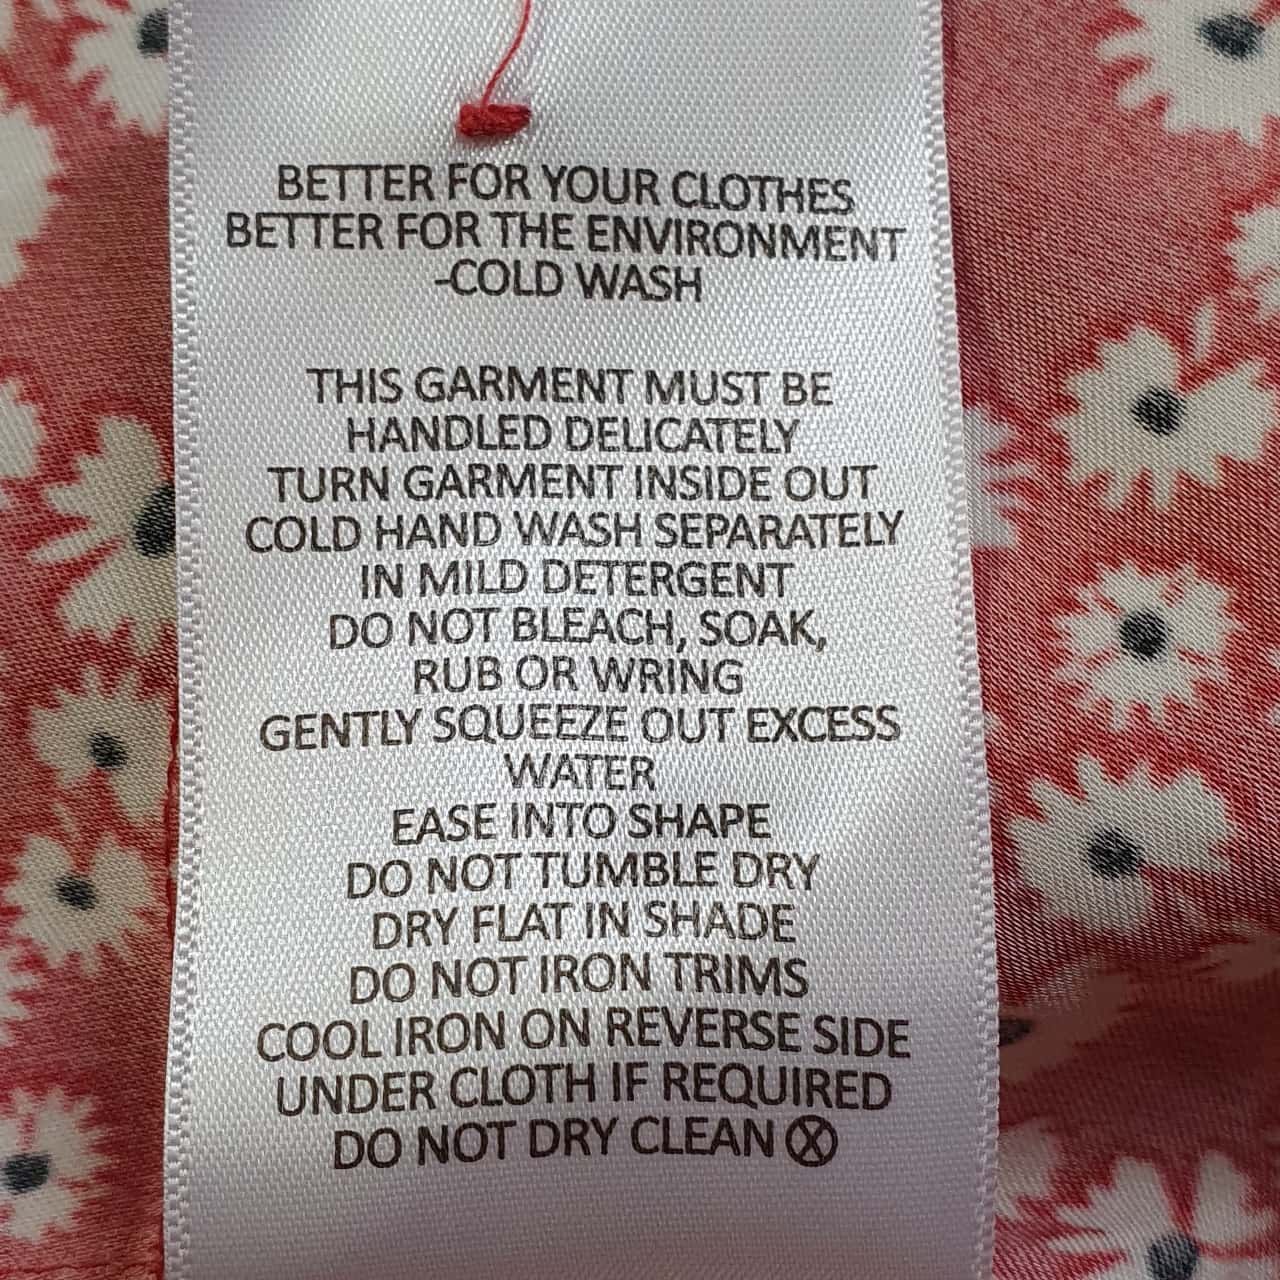 BETTER FOR YOUR CLOTHES
BETTER FOR THE ENVIRONMENT
-COLD WASH
THIS GARMENT MUST BE
HANDLED DELICATELY
TURN GARMENT INSIDE OUT
COLD HAND WASH SEPARATELY
IN MILD DETERGENT
DO NOT BLEACH, SOAK,
RUB OR WRING
GENTLY SQUEEZE OUT EXCESS
WATER
EASE INTO SHAPE
DO NOT TUMBLE DRY
DRY FLAT IN SHADE
DO NOT IRON TRIMS
COOL IRON ON REVERSE SIDE
UNDER CLOTH IF REQUIRED
DO NOT DRY CLEAN